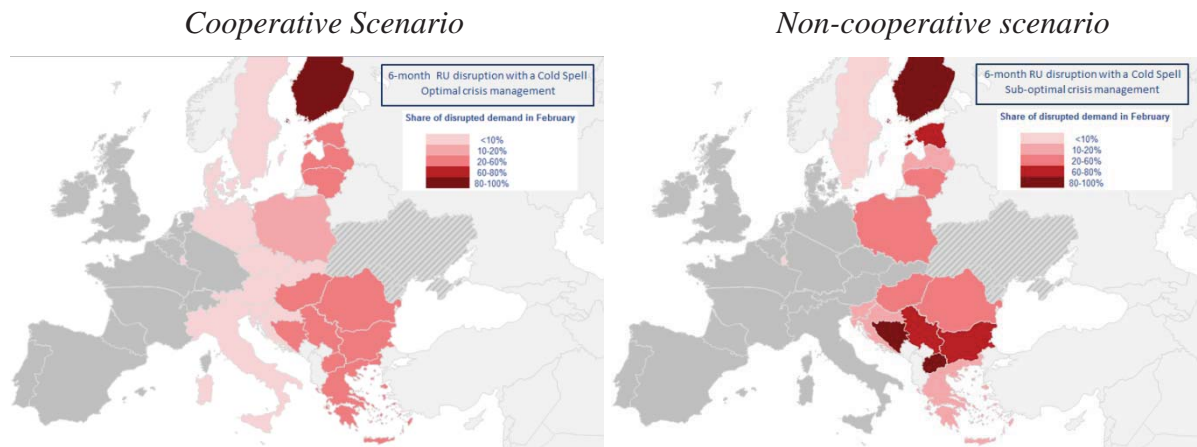 Cooperative Scenario
Non-cooperative scenario
6-month RU disruption with a Cold Spell
Optimal crisis management
Share of disrupted demand in February
<10%
10-20%
20-60%
60-80%
80-100%
6-month RU disruption with a Cold Spell
Sub-optimal crisis management
Share of disrupted demand in February
<10%
10-20%
20-60%
60-80%
80-100%